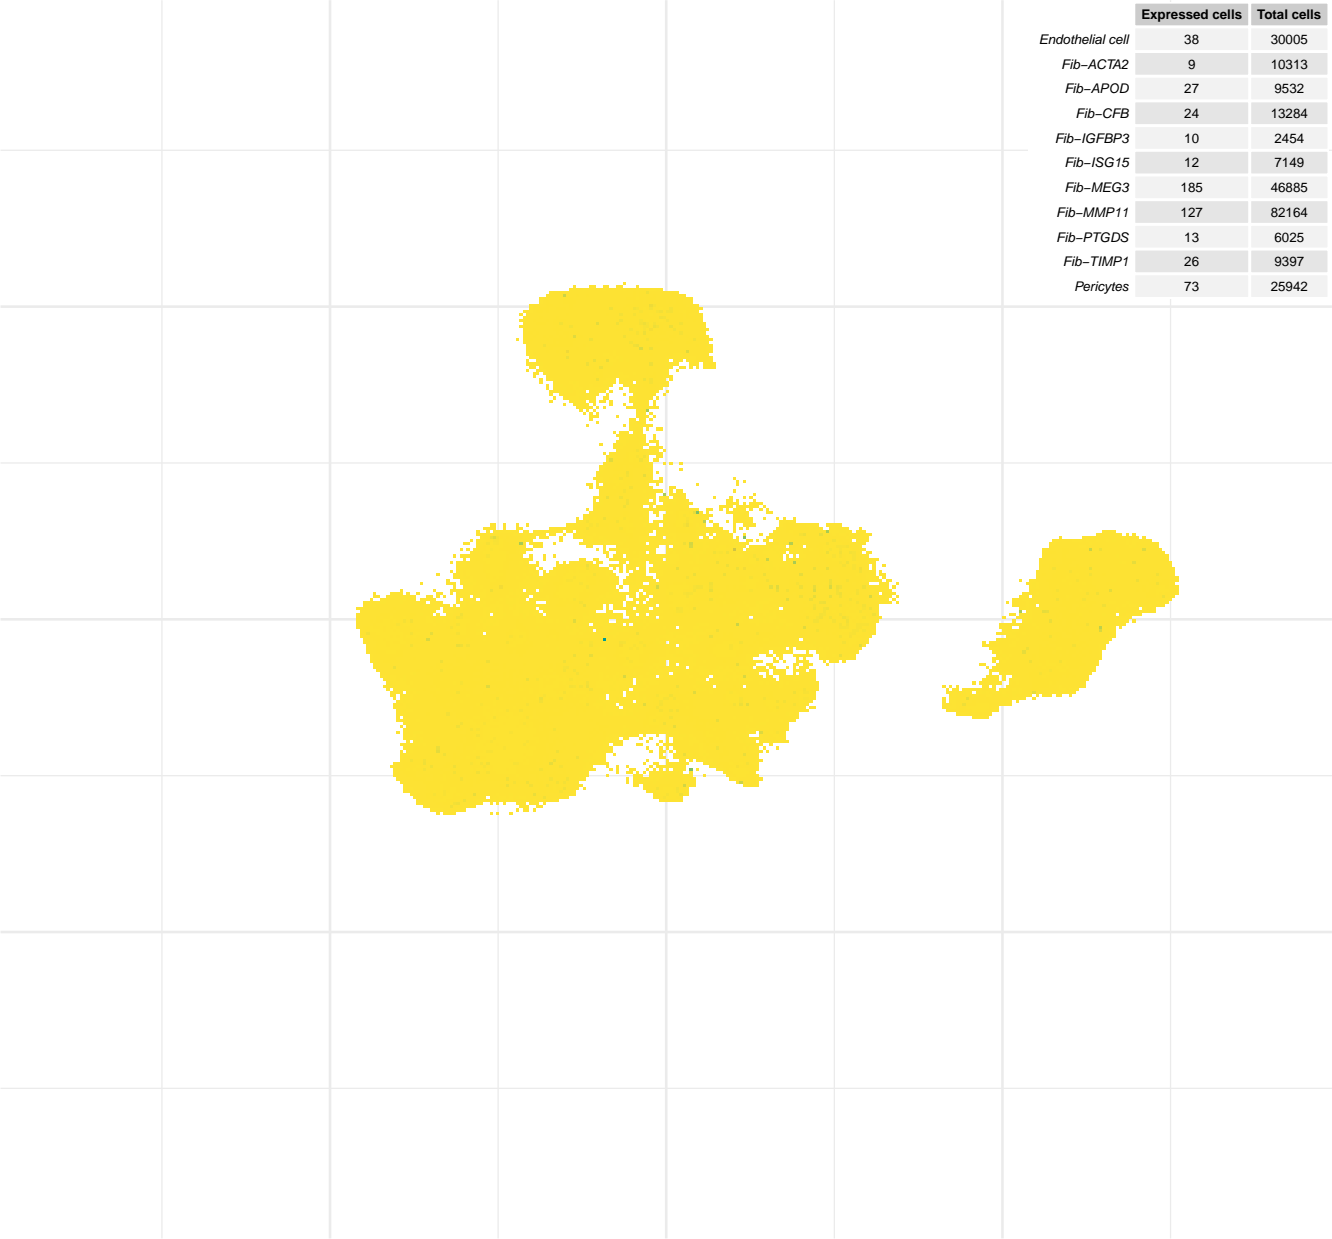 Expressed cells Total cells
Endothelial cell 38 30005
Fib−ACTA2 9 10313
Fib−APOD 27 9532
Fib−CFB 24 13284
Fib−IGFBP3 10 2454
Fib−ISG15 12 7149
Fib−MEG3 185 46885
Fib−MMP11 127 82164
Fib−PTGDS 13 6025
Fib−TIMP1 26 9397
Pericytes 73 25942